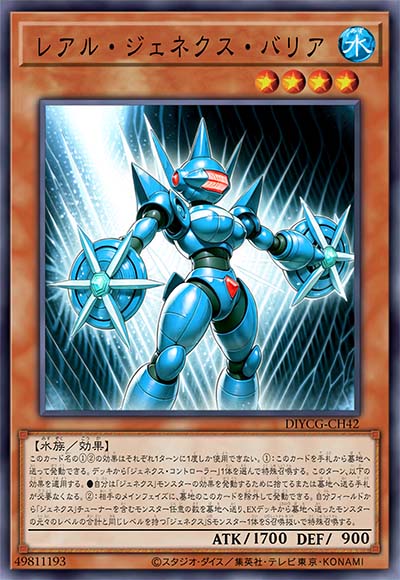 レアル・ジェネクス・バリア
水
DIYCG-CH42
【水族/効果】
このカード名の①②の効果はそれぞれ1ターンに1度しか使用できない。①:このカードを手札から墓地へ
送って発動できる。デッキから「ジェネクス・コントローラー」1体を選んで特殊召喚する。このターン、以下
の効果を適用する。●自分は「ジェネクス」モンスターの効果を発動するために捨てるまたは墓地へ送る手札
が必要なくなる。②:相手のメインフェイズに、墓地のこのカードを除外して発動できる。自分フィールドか
ら「ジェネクス」チューナーを含むモンスター任意の数を墓地へ送り、EXデッキから墓地へ送ったモンスター
の元々のレベルの合計と同じレベルを持つ「ジェネクス」Sモンスター1体をS召喚扱いで特殊召喚する。
ATK/1700 DEF/ 900
49811193
©スタジオ・ダイス/集英社・テレビ東京・KONAMI